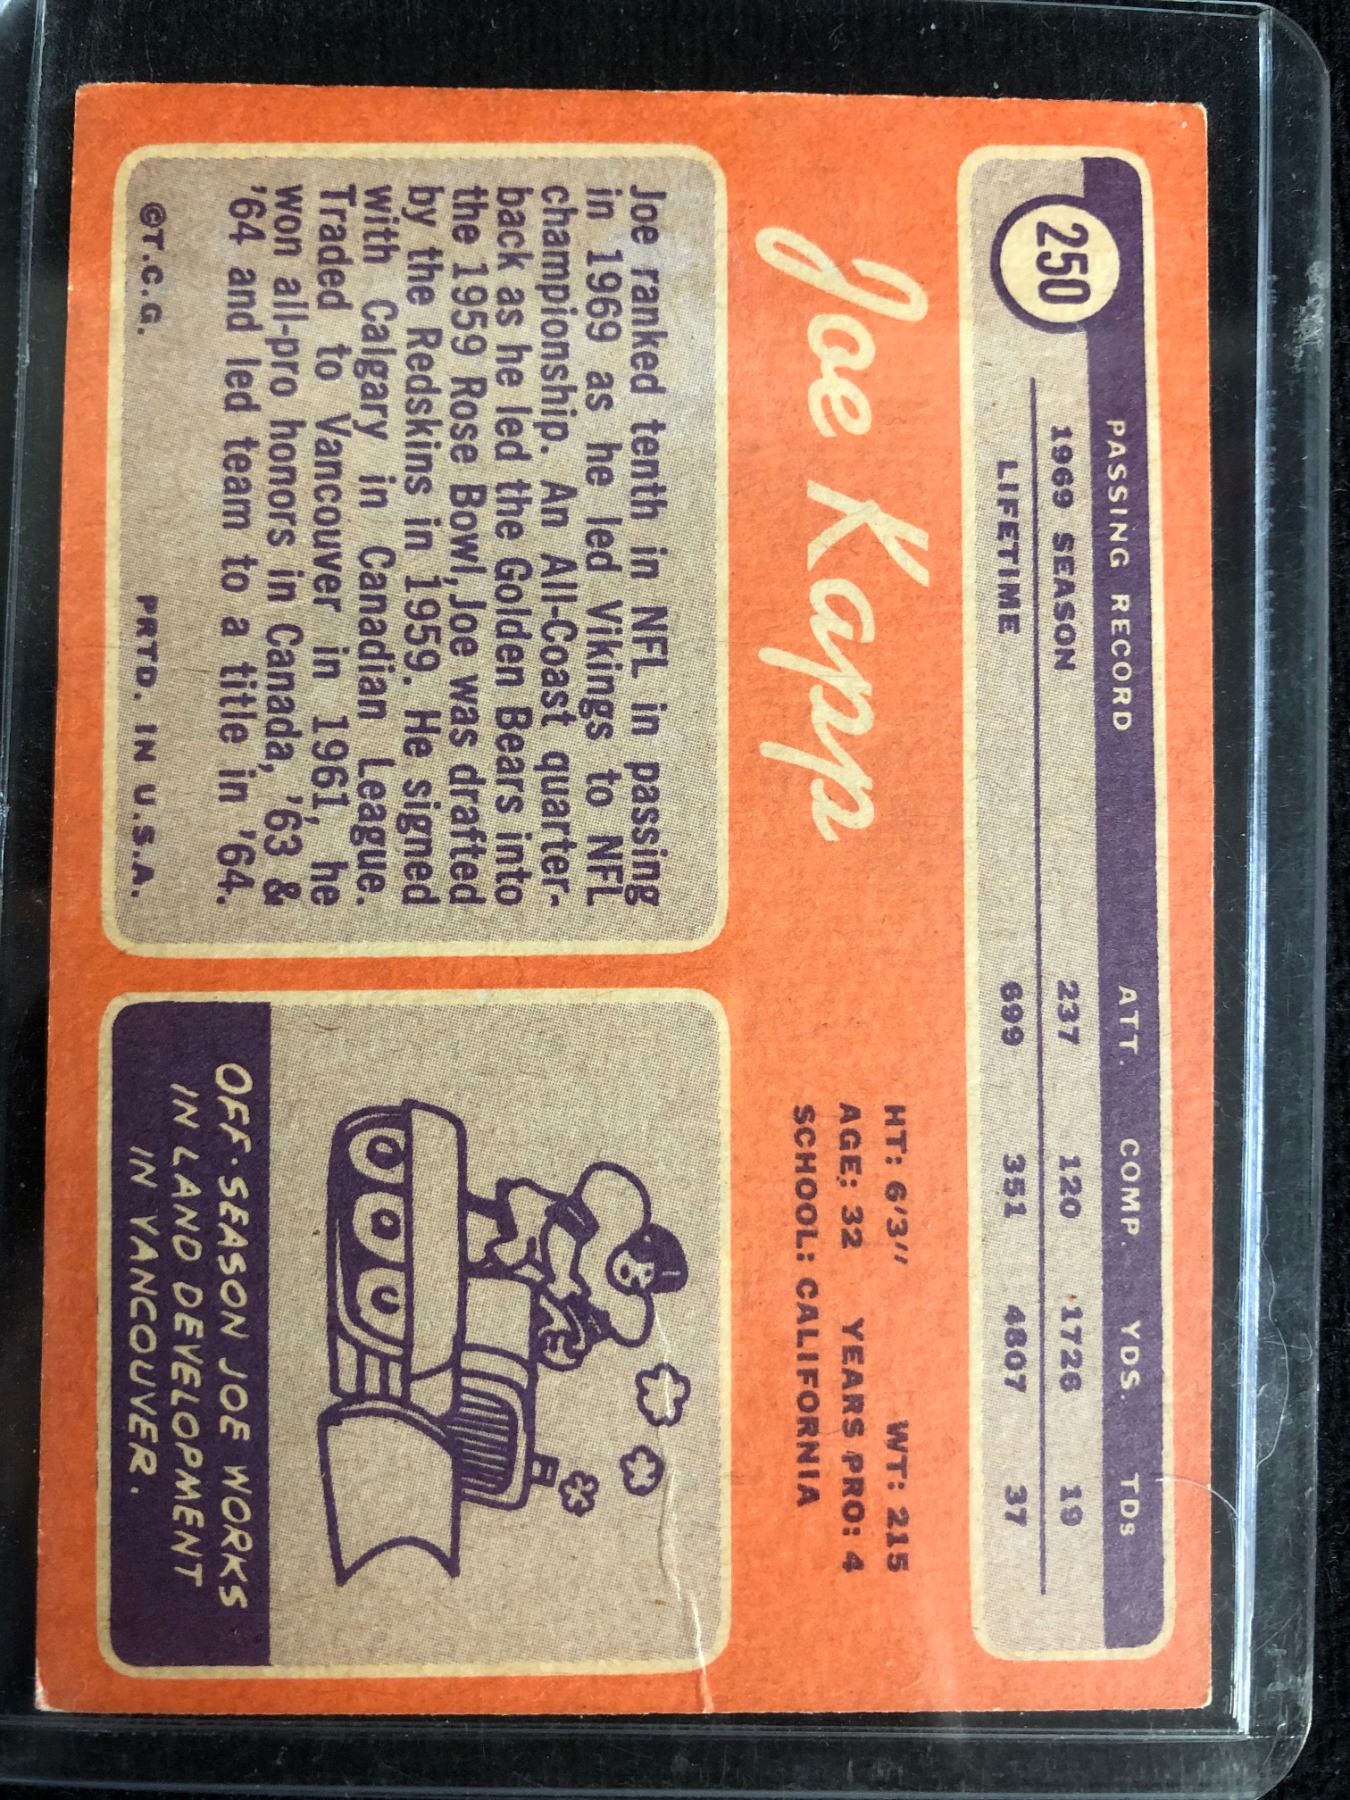 250
PASSING RECORD ATT. COMP. YDS. TDs
1969 SEASON 237 120 1726 19
LIFETIME 699 351 4807 37
Joe Kapp
HT: 6'3" WT: 215
AGE: 32 YEARS PRO: 4
SCHOOL: CALIFORNIA
Joe ranked tenth in NFL in passing
in 1969 as he led Vikings to NFL
championship. An All-Coast quarter-
back as he led the Golden Bears into
the 1959 Rose Bowl, Joe was drafted
by the Redskins in 1959. He signed
with Calgary in Canadian League.
Traded to Vancouver in 1961, he
won all-pro honors in Canada, '63 &
'64 and led team to a title in '64.
©T.C.G. PRTD. IN U.S.A.
OFF-SEASON JOE WORKS
IN LAND DEVELOPMENT
IN VANCOUVER.